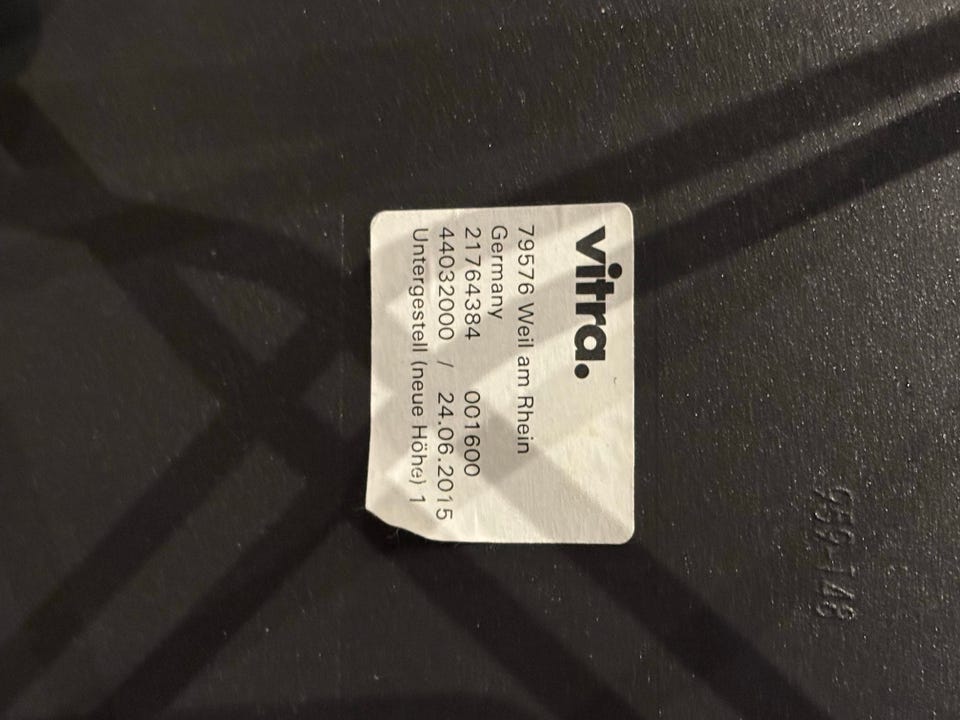 vitra.
79576 Weil am Rhein
Germany
21764384 001600
44032000 / 24.06.2015
Untergestell (neue Höhe) 1